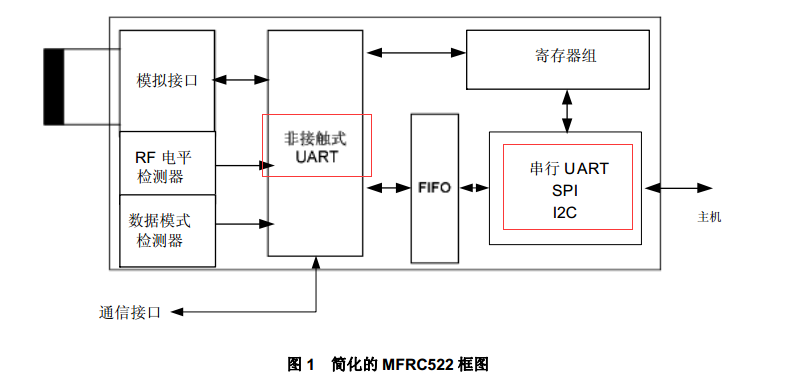 模拟接口
RF 电平
检测器
数据模式
检测器
非接触式
UART
FIFO
寄存器组
串行 UART
SPI
I2C
主机
通信接口
图 1 简化的 MFRC522 框图